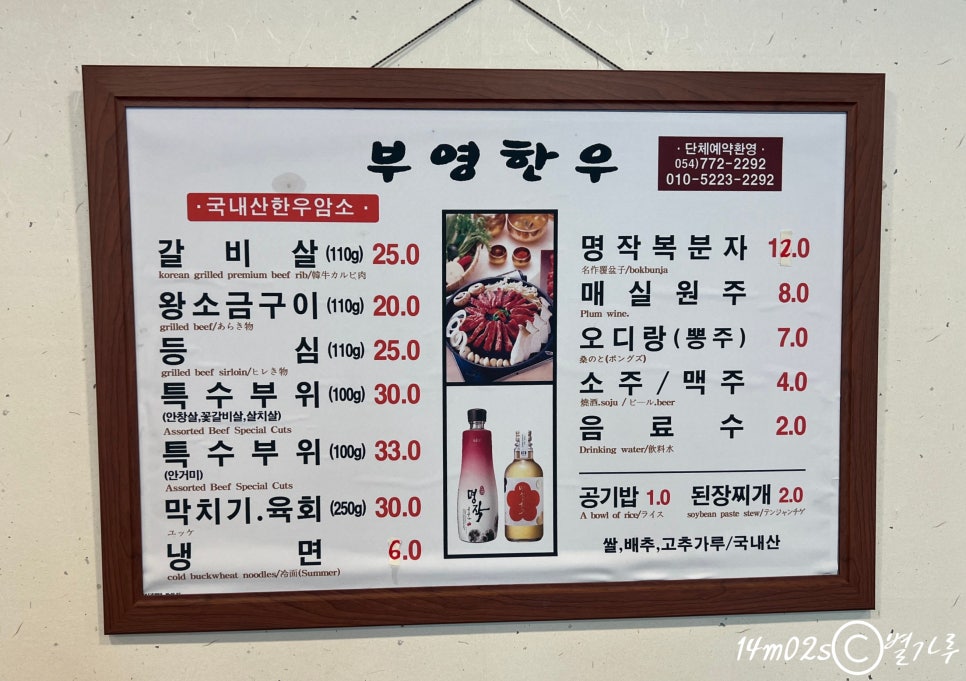 부영한우
· 단체예약환영 ·
(054)772-2292
010-5223-2292
· 국내산한우암소 ·
갈비살 (110g) 25.0
korean grilled premium beef rib/韓牛カルビ肉
왕소금구이 (110g) 20.0
grilled beef/あらき物
등심 (110g) 25.0
grilled beef sirloin/ヒレき物
특수부위 (100g) 30.0
(안창살,꽃갈비살,살치살)
Assorted Beef Special Cuts
특수부위 (100g) 33.0
(안거미)
Assorted Beef Special Cuts
막치기.육회 (250g) 30.0
ユッケ
냉면 6.0
cold buckwheat noodles/冷面(Summer)
명작
명작복분자 12.0
名作覆盆子/bokbunja
매실원주 8.0
Plum wine.
오디랑(뽕주) 7.0
桑のと(ポングズ)
소주/맥주 4.0
燒酒.soju / ビール.beer
음료수 2.0
Drinking water/飲料水
공기밥 1.0 된장찌개 2.0
A bowl of rice/ライス soybean paste stew/テンジャンチゲ
쌀,배추,고추가루/국내산
14m02s©별가루